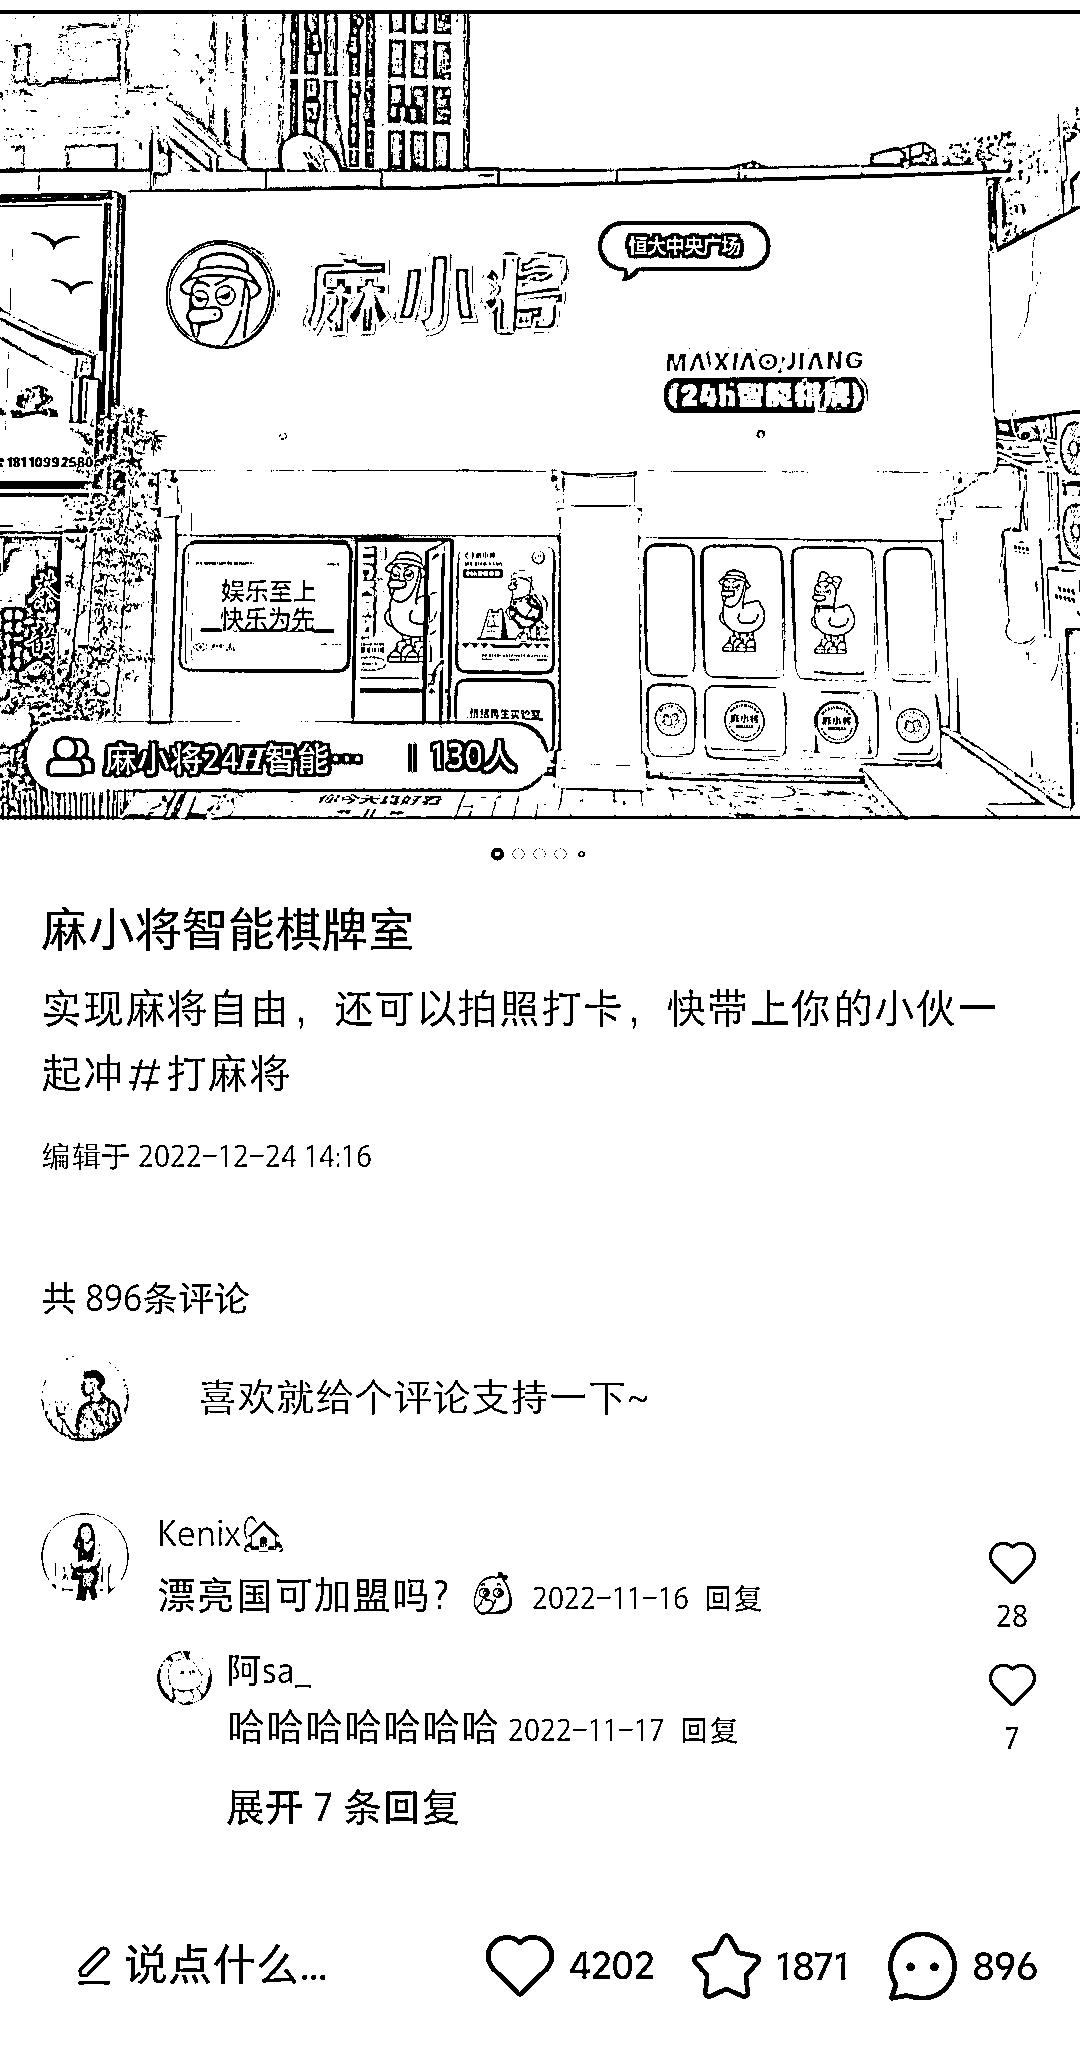 恒大中央广场
麻小将
MAXIAOJIANG
(24h智能棋牌)
18110992580
娱乐至上
快乐为先
麻小将
麻小将
麻小将24H智能… 130人
麻小将智能棋牌室
实现麻将自由，还可以拍照打卡，快带上你的小伙一
起冲#打麻将
编辑于 2022-12-24 14:16
共 896条评论
喜欢就给个评论支持一下~
Kenix
漂亮国可加盟吗？ 2022-11-16 回复
28
阿sa_
哈哈哈哈哈哈哈 2022-11-17 回复
7
展开 7 条回复
说点什么... 4202 1871 896